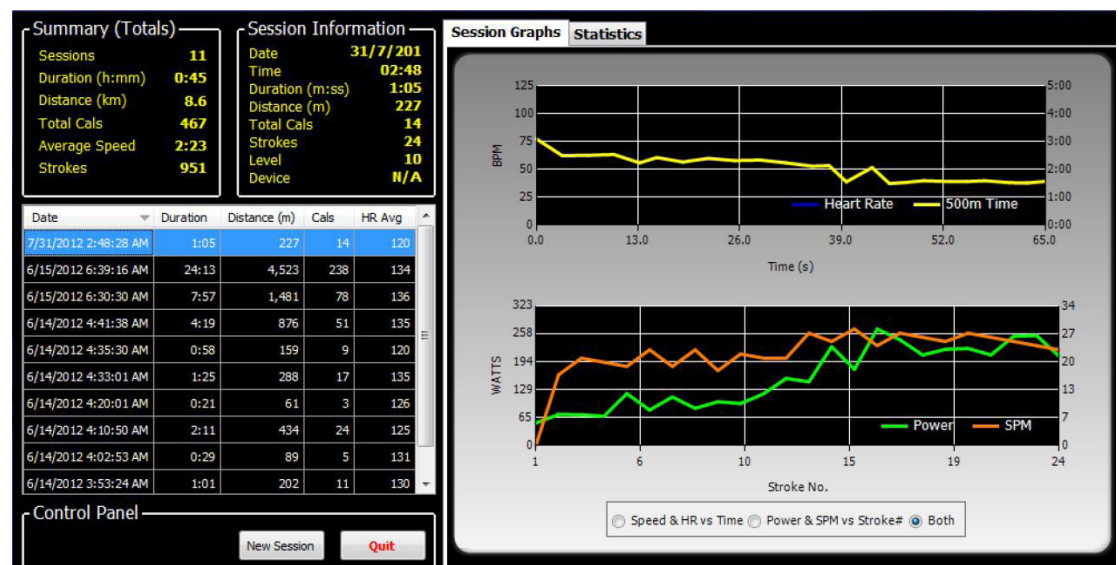 Summary (Totals)
Sessions 11
Duration (h:mm) 0:45
Distance (km) 8.6
Total Cals 467
Average Speed 2:23
Strokes 951
Session Information
Date 31/7/201
Time 02:48
Duration (m:ss) 1:05
Distance (m) 227
Total Cals 14
Strokes 24
Level 10
Device N/A
Date Duration Distance (m) Cals HR Avg
7/31/2012 2:48:28 AM 1:05 227 14 120
6/15/2012 6:39:16 AM 24:13 4,523 238 134
6/15/2012 6:30:30 AM 7:57 1,481 78 136
6/14/2012 4:41:38 AM 4:19 876 51 135
6/14/2012 4:35:30 AM 0:58 159 9 120
6/14/2012 4:33:01 AM 1:25 288 17 135
6/14/2012 4:20:01 AM 0:21 61 3 126
6/14/2012 4:10:50 AM 2:11 434 24 125
6/14/2012 4:02:53 AM 0:29 89 5 131
6/14/2012 3:53:24 AM 1:01 202 11 130
Control Panel
New Session Quit
Session Graphs Statistics
125 5:00
100 4:00
75 3:00
BPM
50 2:00
25 1:00
Heart Rate 500m Time
0 0:00
0.0 13.0 26.0 39.0 52.0 65.0
Time (s)
323 34
258 27
194 20
WATTS
129 13
65 7
Power SPM
0 0
1 6 10 15 19 24
Stroke No.
Speed & HR vs Time Power & SPM vs Stroke# Both